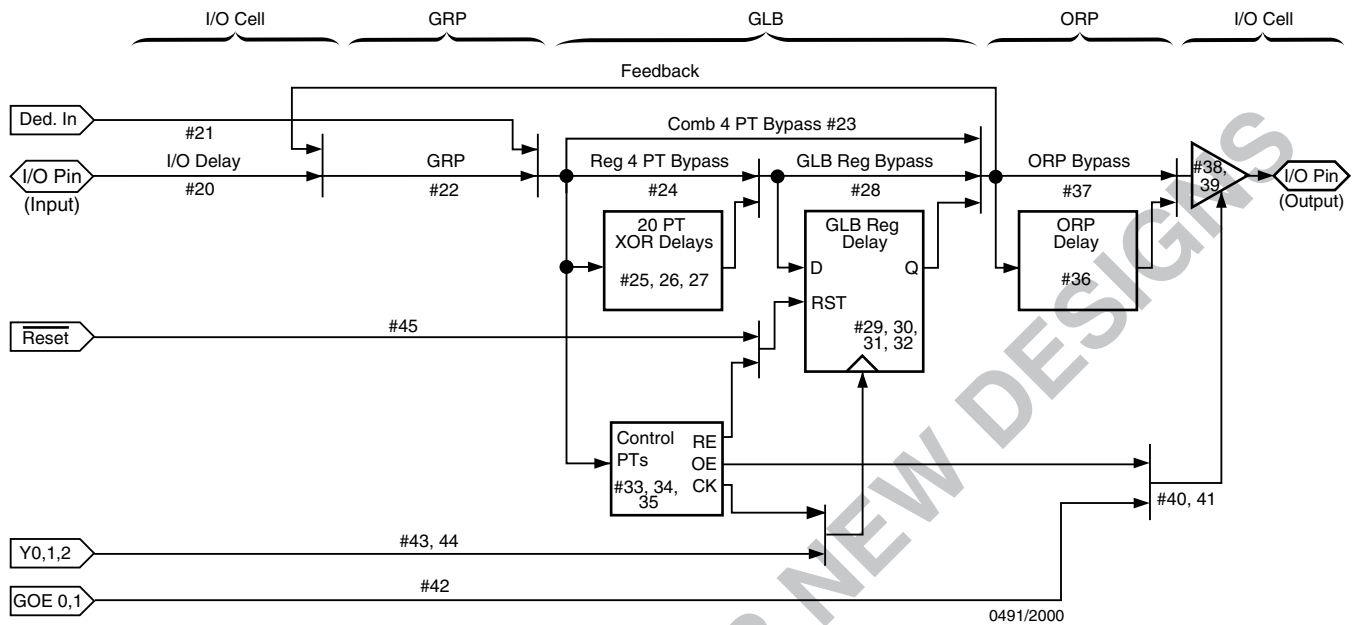 I/O Cell
GRP
GLB
ORP
I/O Cell
Feedback
Ded. In
#21
Comb 4 PT Bypass #23
I/O Pin
(Input)
I/O Delay
#20
GRP
#22
Reg 4 PT Bypass
#24
GLB Reg Bypass
#28
ORP Bypass
#37
#38,
39
I/O Pin
(Output)
20 PT
XOR Delays
#25, 26, 27
GLB Reg
Delay
D
Q
RST
#29, 30,
31, 32
ORP
Delay
#36
Reset
#45
Control
PTs
#33, 34,
35
RE
OE
CK
#40, 41
Y0,1,2
#43, 44
GOE 0,1
#42
0491/2000
NEW DESIGNS